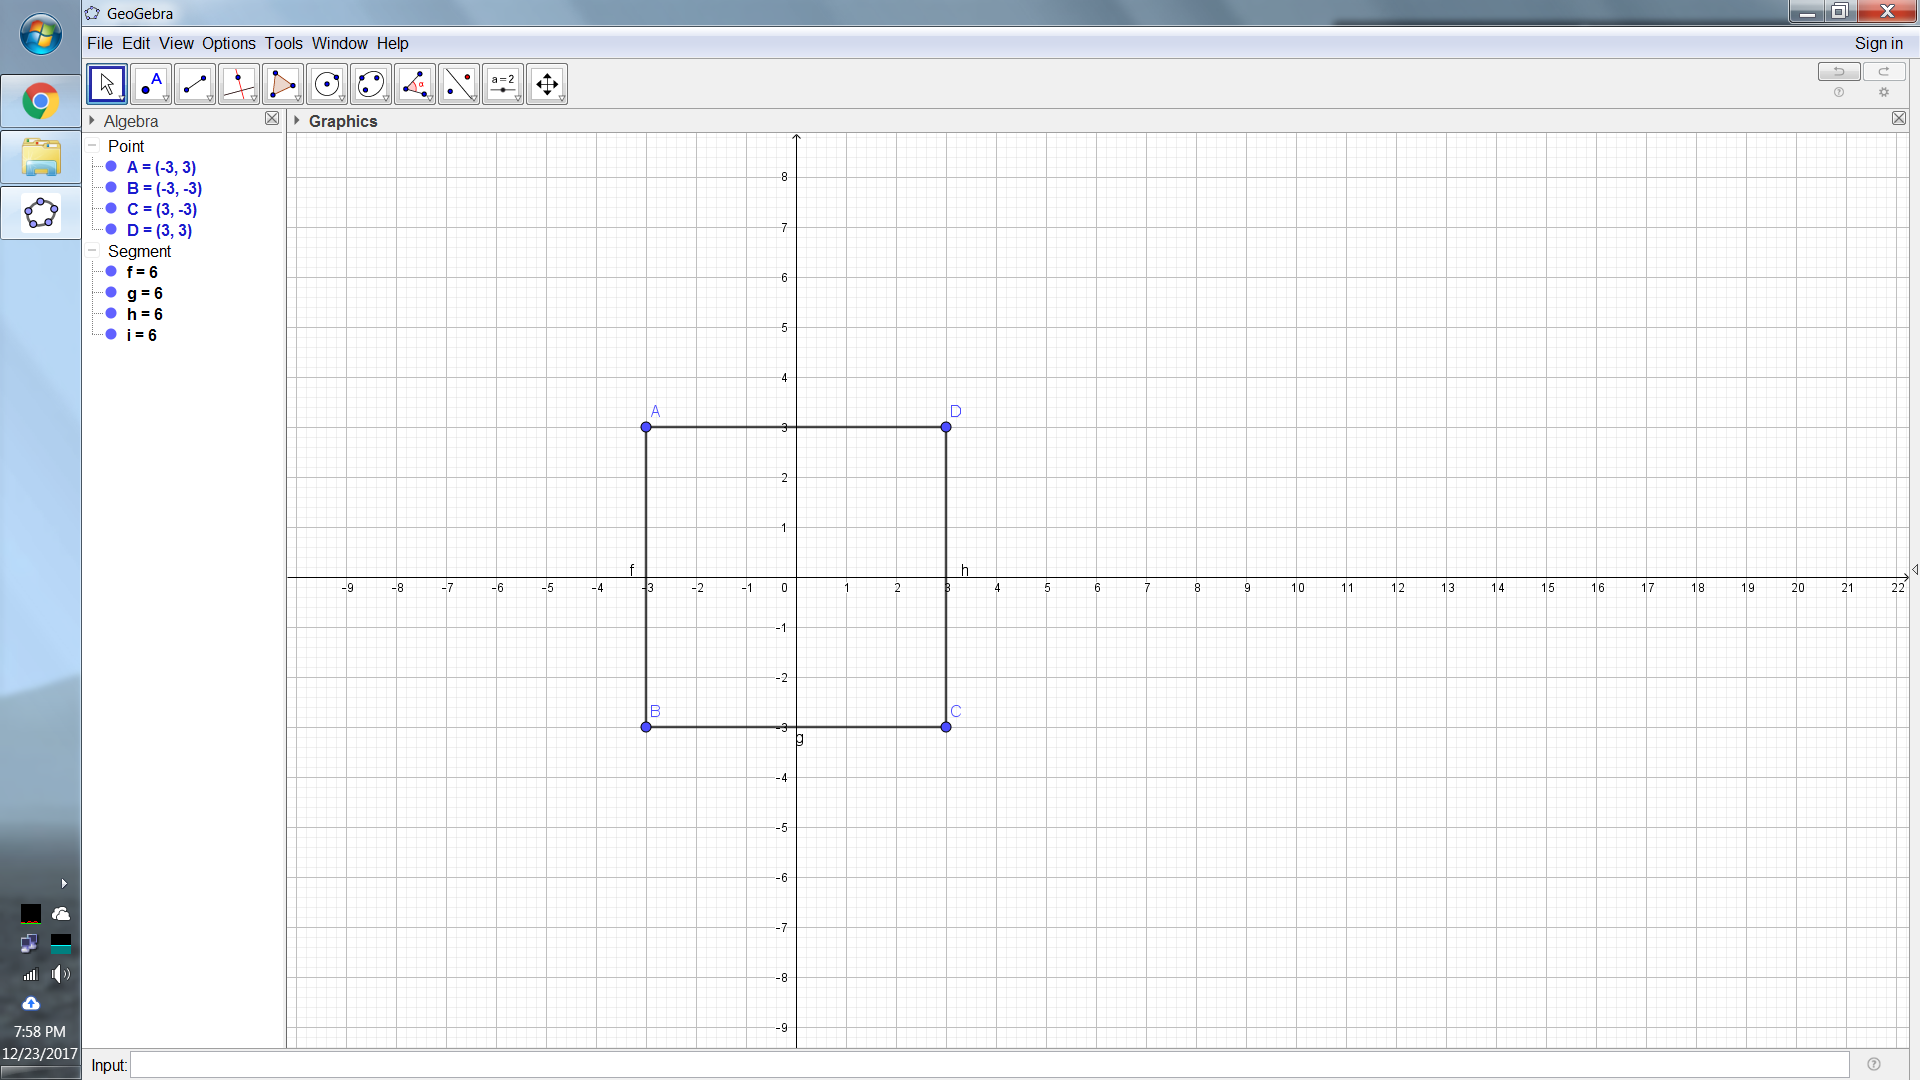 GeoGebra
File Edit View Options Tools Window Help
Sign in
A
α
a=2
Algebra
Graphics
Point
A = (-3, 3)
B = (-3, -3)
C = (3, -3)
D = (3, 3)
Segment
f = 6
g = 6
h = 6
i = 6
8
7
6
5
4
A
D
3
2
1
f
h
-9 -8 -7 -6 -5 -4 -3 -2 -1 0 1 2 3 4 5 6 7 8 9 10 11 12 13 14 15 16 17 18 19 20 21 22
-1
-2
B
C
-3
g
-4
-5
-6
-7
-8
-9
7:58 PM
12/23/2017
Input: